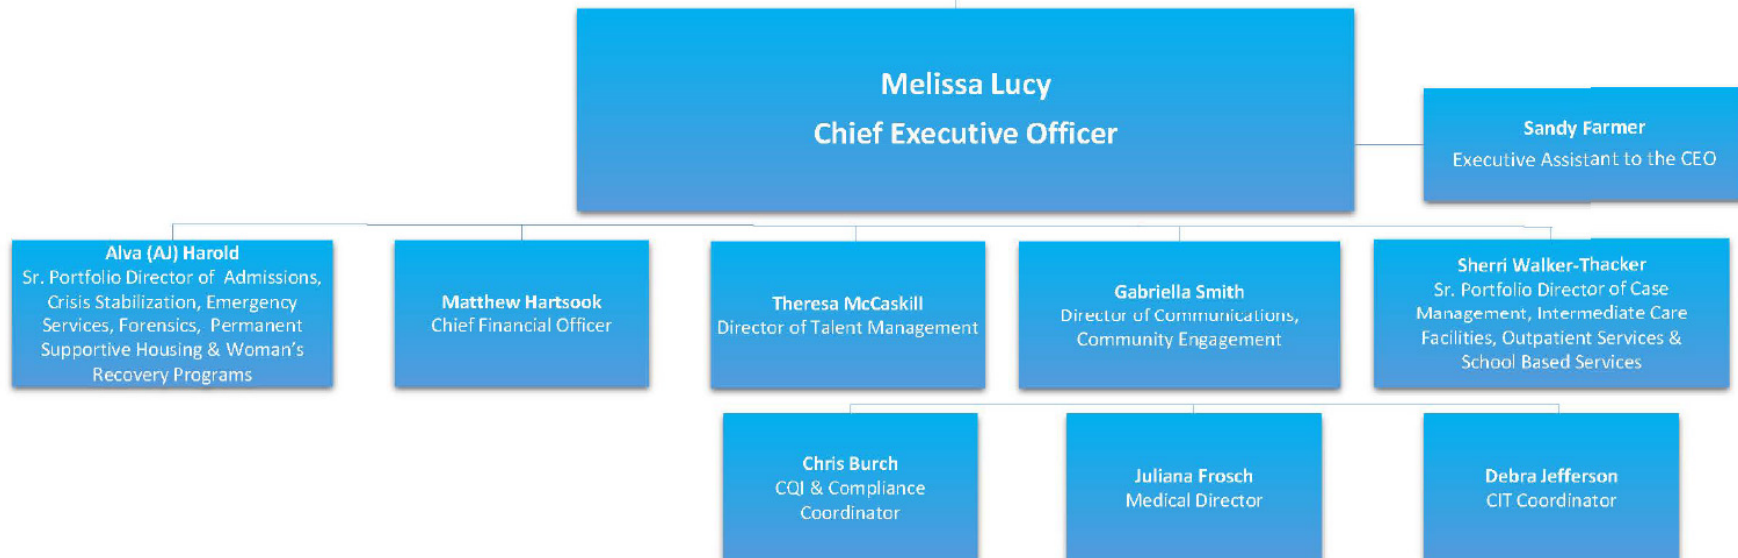 Melissa Lucy
Chief Executive Officer
Sandy Farmer
Executive Assistant to the CEO
Alva (AJ) Harold
Sr. Portfolio Director of Admissions,
Crisis Stabilization, Emergency
Services, Forensics, Permanent
Supportive Housing & Woman's
Recovery Programs
Matthew Hartsook
Chief Financial Officer
Theresa McCaskill
Director of Talent Management
Gabriella Smith
Director of Communications,
Community Engagement
Sherri Walker-Thacker
Sr. Portfolio Director of Case
Management, Intermediate Care
Facilities, Outpatient Services &
School Based Services
Chris Burch
CQI & Compliance
Coordinator
Juliana Frosch
Medical Director
Debra Jefferson
CIT Coordinator